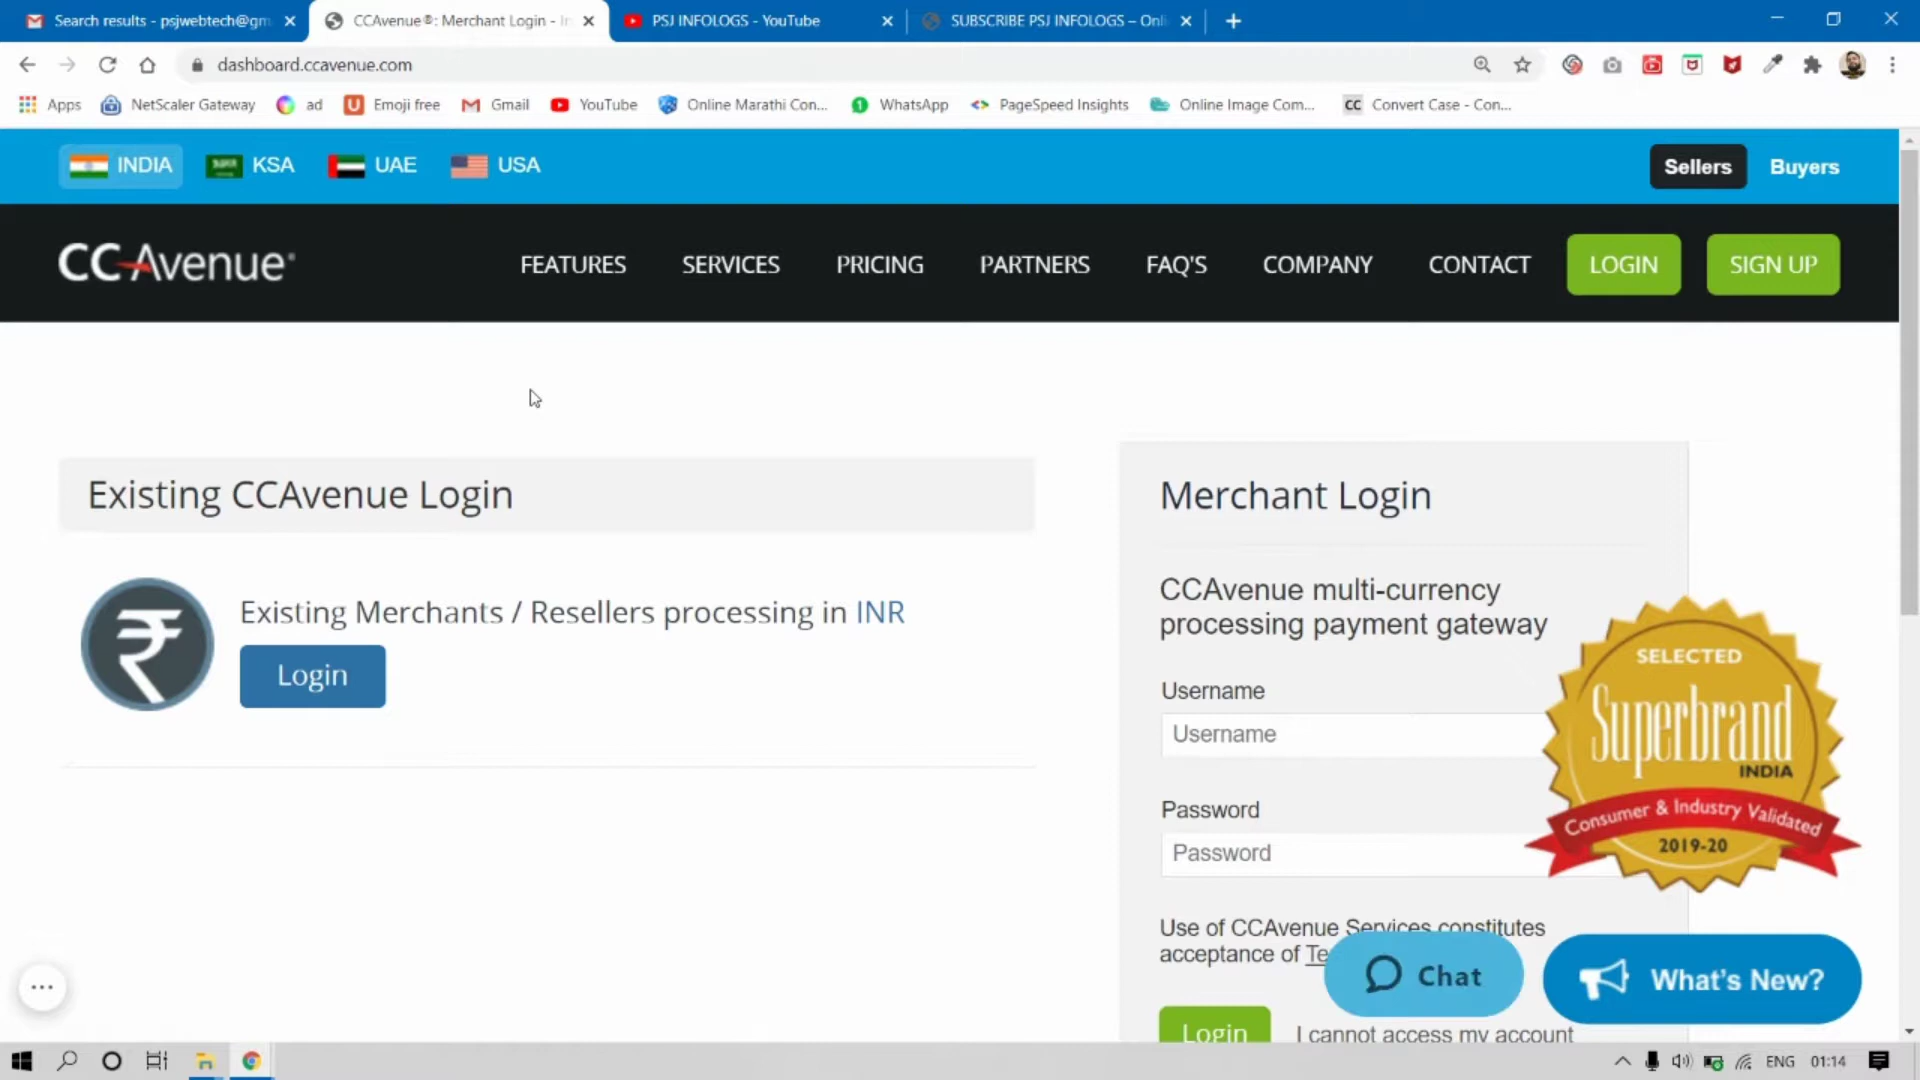 Search results - psjwebtech@gm
CCAvenue®: Merchant Login - In
PSJ INFOLOGS - YouTube
SUBSCRIBE PSJ INFOLOGS – Onli
dashboard.ccavenue.com
Apps
NetScaler Gateway
ad
Emoji free
Gmail
YouTube
Online Marathi Con...
WhatsApp
PageSpeed Insights
Online Image Com...
CC Convert Case - Con...
INDIA
KSA
UAE
USA
Sellers
Buyers
CCAvenue
FEATURES
SERVICES
PRICING
PARTNERS
FAQ'S
COMPANY
CONTACT
LOGIN
SIGN UP
Existing CCAvenue Login
Existing Merchants / Resellers processing in INR
Login
Merchant Login
CCAvenue multi-currency
processing payment gateway
Username
Username
Password
Password
SELECTED
Superbrand
INDIA
Consumer & Industry Validated
2019-20
Use of CCAvenue Services constitutes
acceptance of Te
Chat
What's New?
Login
I cannot access my account
ENG
01:14